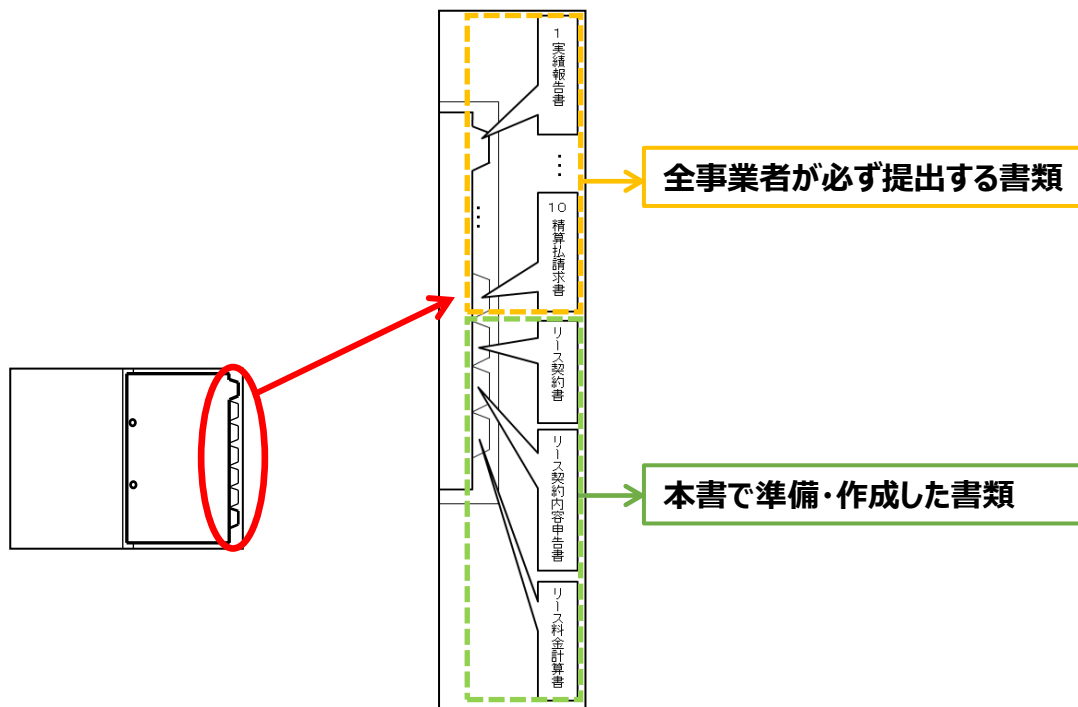 1 実績報告書
…
…
10 精算払請求書
リース契約書
リース契約内容申告書
リース料金計算書
全事業者が必ず提出する書類
本書で準備・作成した書類